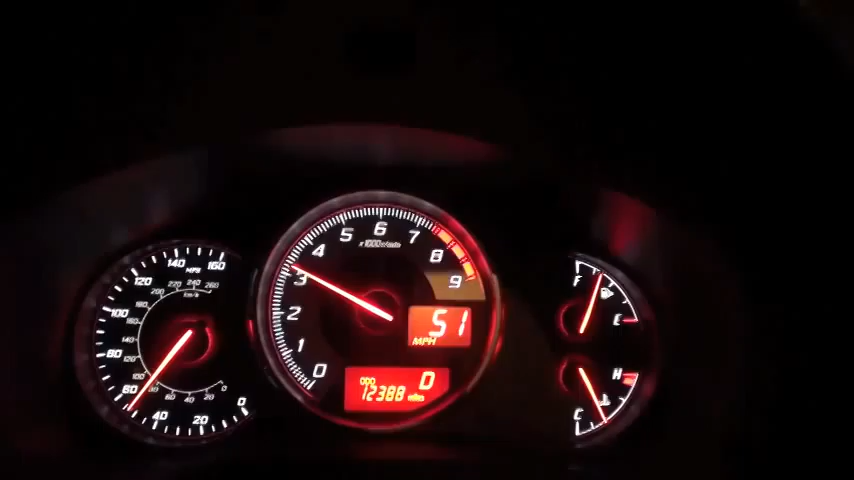 140 MPH 160
120
200 220 240 260
km/h
100
180
160
140
80
120
100
60
80
60 40 20 0
40 20 0
0 1 2 3 4 5 6 7 8 9
x1000r/min
51
MPH
ODO
12388 miles
0
F
E
H
C